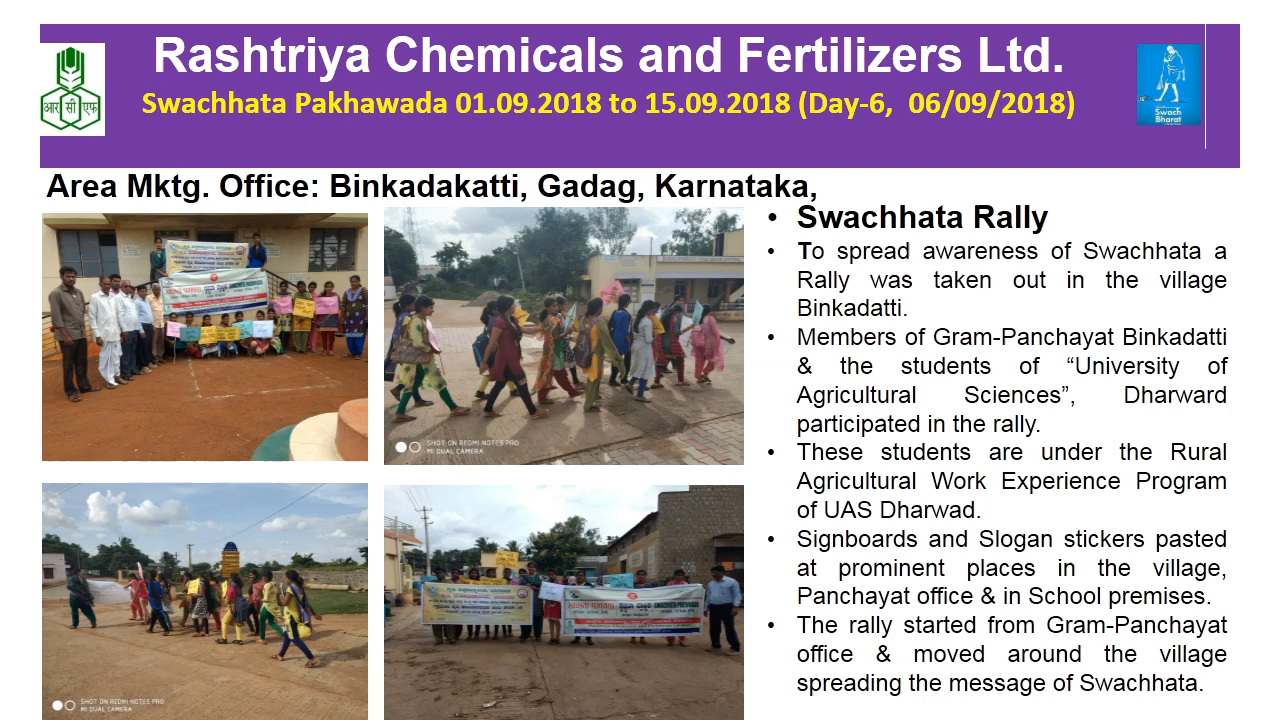 Rashtriya Chemicals and Fertilizers Ltd.
Swachhata Pakhawada 01.09.2018 to 15.09.2018 (Day-6, 06/09/2018)
आर सी एफ
Swach
Bharat
Area Mktg. Office: Binkadakatti, Gadag, Karnataka,
• Swachhata Rally
• To spread awareness of Swachhata a
Rally was taken out in the village
Binkadatti.
• Members of Gram-Panchayat Binkadatti
& the students of “University of
Agricultural Sciences”, Dharward
participated in the rally.
• These students are under the Rural
Agricultural Work Experience Program
of UAS Dharwad.
• Signboards and Slogan stickers pasted
at prominent places in the village,
Panchayat office & in School premises.
• The rally started from Gram-Panchayat
office & moved around the village
spreading the message of Swachhata.
SHOT ON REDMI NOTE5 PRO
MI DUAL CAMERA
SHOT ON REDMI NOTE5 PRO
MI DUAL CAMERA